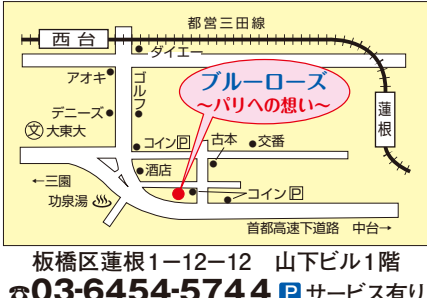 都営三田線
西台
ダイエー
アオキ
ゴルフ
ブルーローズ
〜パリへの想い〜
蓮根
デニーズ
文 大東大
コインP
古本
交番
酒店
←三園
コインP
功泉湯
首都高速下道路 中台→
板橋区蓮根1−12−12 山下ビル1階
☎03-6454-5744 P サービス有り